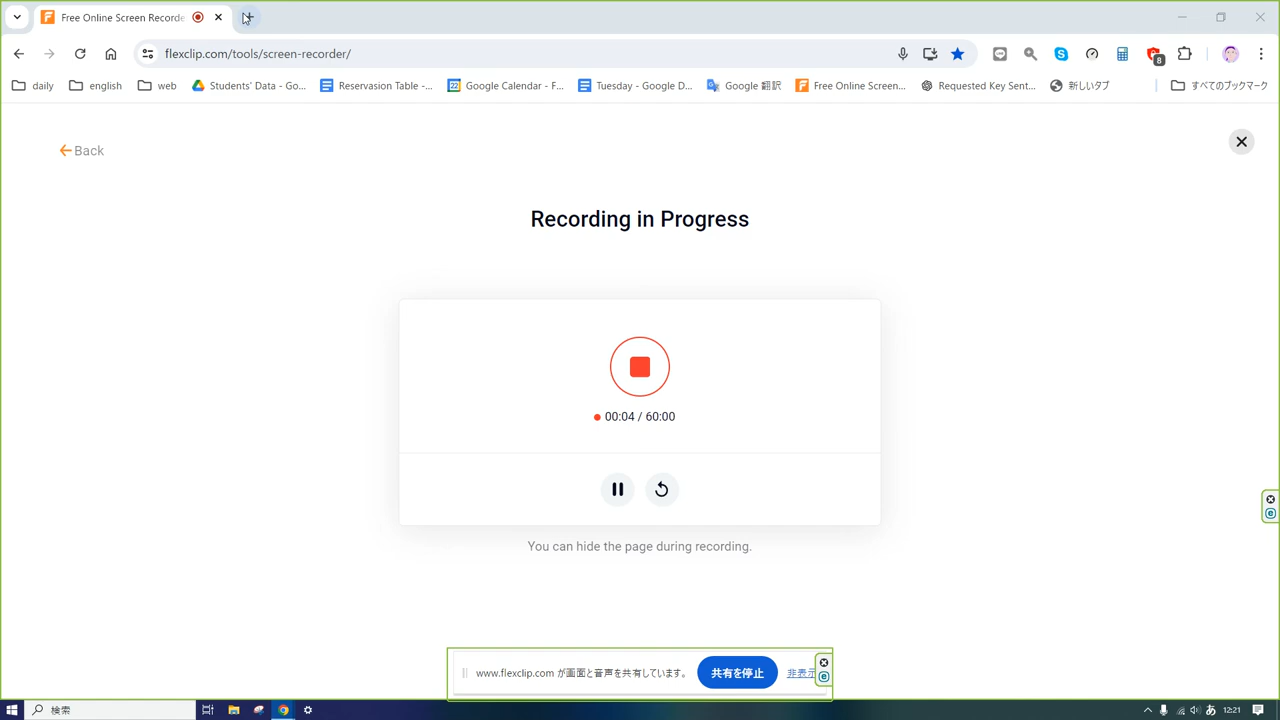 Free Online Screen Recorde
flexclip.com/tools/screen-recorder/
8
daily
english
web
Students' Data - Go...
Reservasion Table -...
Google Calendar - F...
Tuesday - Google D...
Google 翻訳
Free Online Screen...
Requested Key Sent...
新しいタブ
すべてのブックマーク
Back
Recording in Progress
00:04 / 60:00
You can hide the page during recording.
www.flexclip.com が画面と音声を共有しています。
共有を停止
非表示
検索
あ
12:21